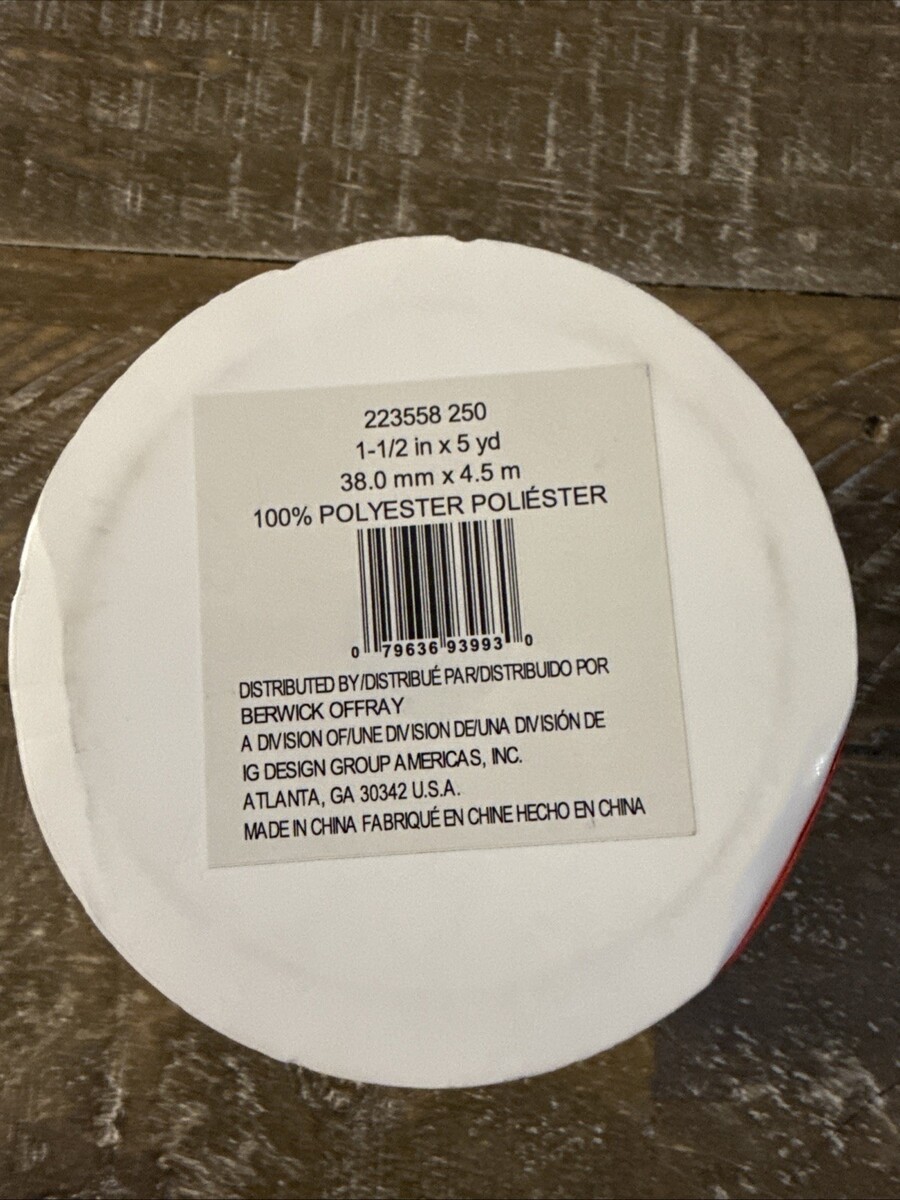 223558 250
1-1/2 in x 5 yd
38.0 mm x 4.5 m
100% POLYESTER POLIÉSTER
0 79636 93993 0
DISTRIBUTED BY/DISTRIBUÉ PAR/DISTRIBUIDO POR
BERWICK OFFRAY
A DIVISION OF/UNE DIVISION DE/UNA DIVISIÓN DE
IG DESIGN GROUP AMERICAS, INC.
ATLANTA, GA 30342 U.S.A.
MADE IN CHINA FABRIQUÉ EN CHINE HECHO EN CHINA